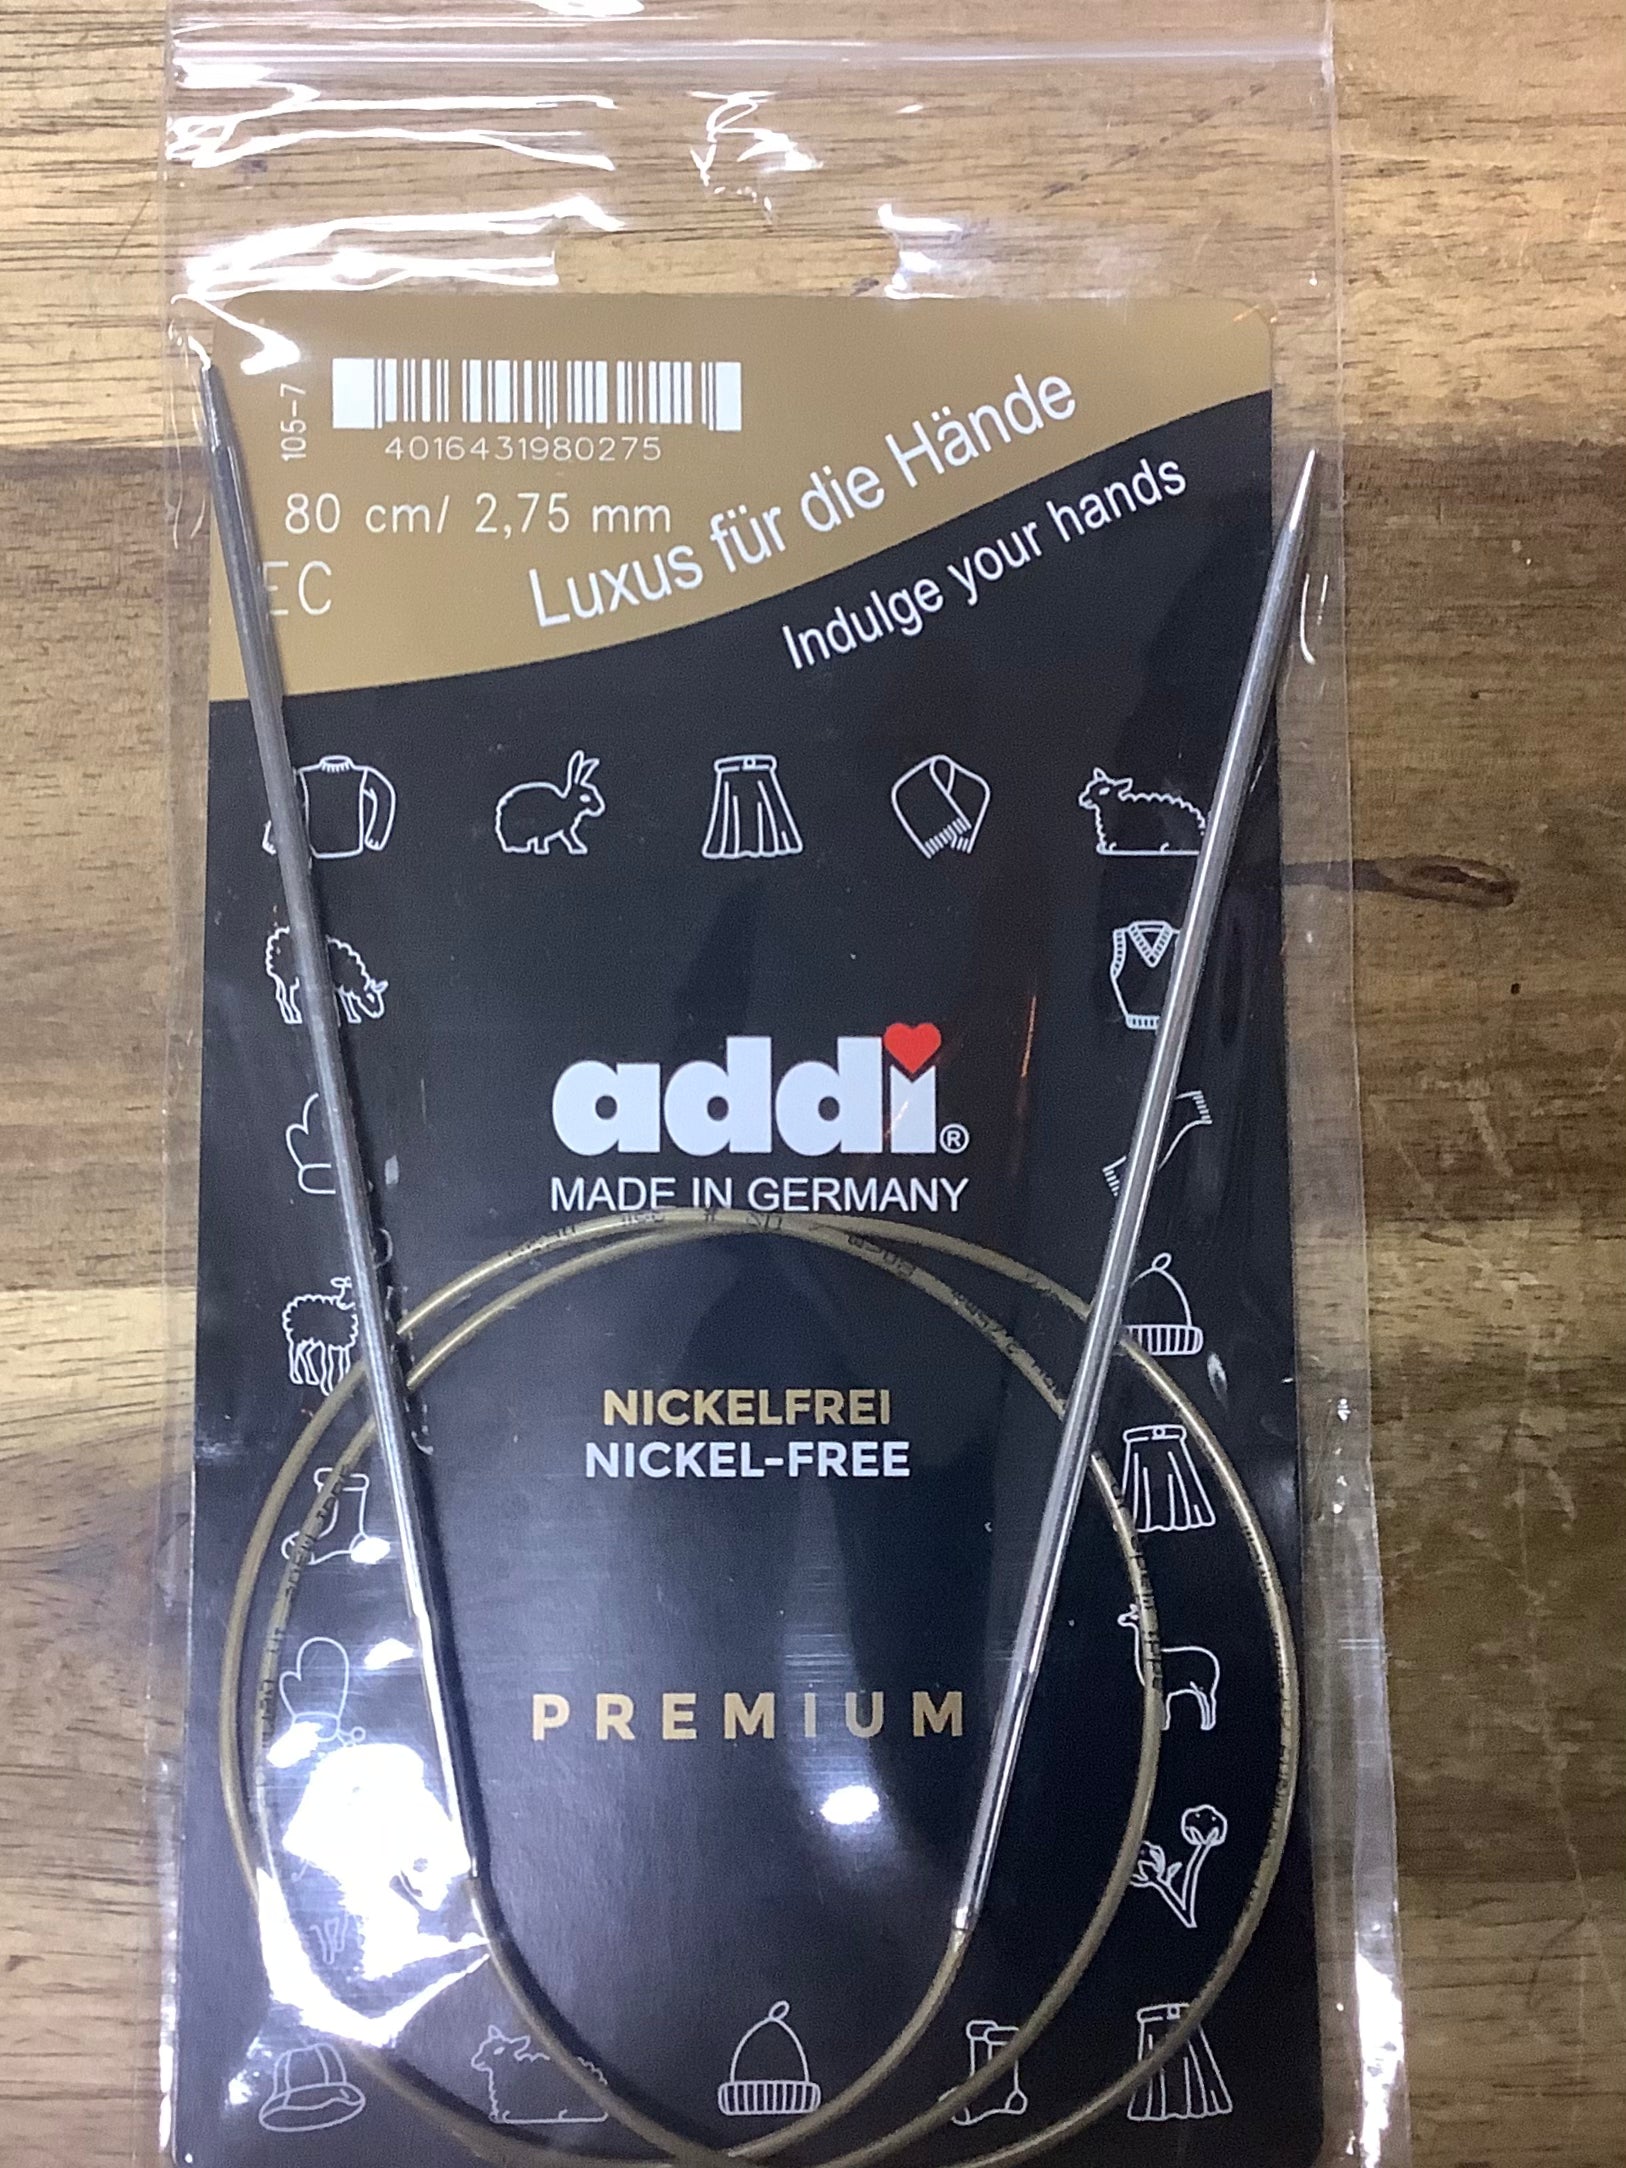 105-7
4016431980275
80 cm/ 2,75 mm
EC
Luxus für die Hände
Indulge your hands
addi®
MADE IN GERMANY
NICKELFREI
NICKEL-FREE
PREMIUM